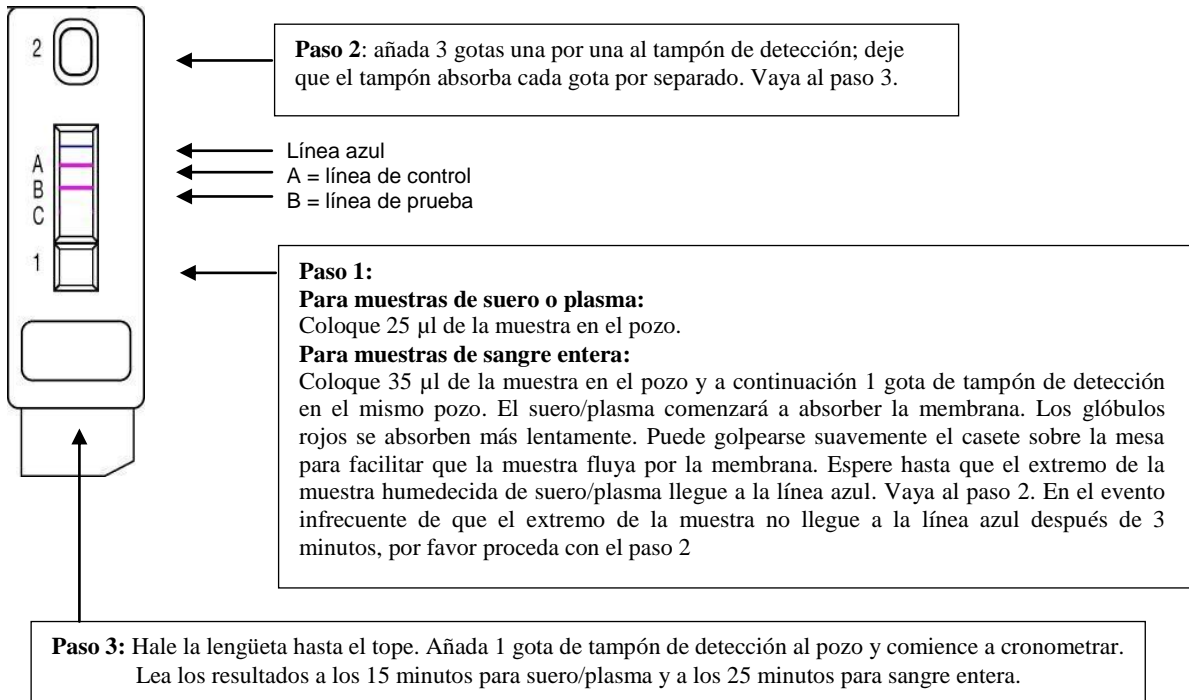 2
Paso 2: añada 3 gotas una por una al tampón de detección; deje
que el tampón absorba cada gota por separado. Vaya al paso 3.
Línea azul
A
A = línea de control
B
B = línea de prueba
C
1
Paso 1:
Para muestras de suero o plasma:
Coloque 25 µl de la muestra en el pozo.
Para muestras de sangre entera:
Coloque 35 µl de la muestra en el pozo y a continuación 1 gota de tampón de detección
en el mismo pozo. El suero/plasma comenzará a absorber la membrana. Los glóbulos
rojos se absorben más lentamente. Puede golpearse suavemente el casete sobre la mesa
para facilitar que la muestra fluya por la membrana. Espere hasta que el extremo de la
muestra humedecida de suero/plasma llegue a la línea azul. Vaya al paso 2. En el evento
infrecuente de que el extremo de la muestra no llegue a la línea azul después de 3
minutos, por favor proceda con el paso 2
Paso 3: Hale la lengüeta hasta el tope. Añada 1 gota de tampón de detección al pozo y comience a cronometrar.
Lea los resultados a los 15 minutos para suero/plasma y a los 25 minutos para sangre entera.